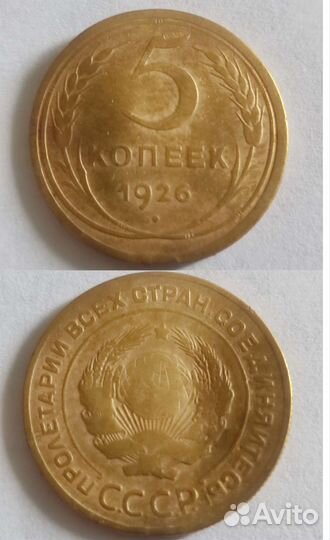 5
КОПЕЕК
1926
ПРОЛЕТАРИИ ВСЕХ СТРАН, СОЕДИНЯЙТЕСЬ!
СССР
Avito